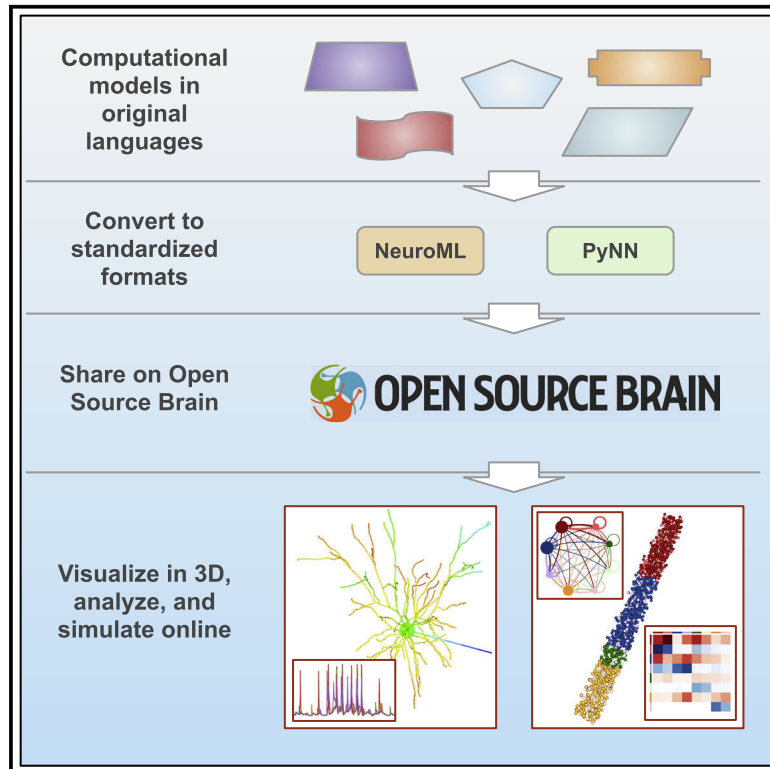 Computational
models in
original
languages
Convert to
standardized
formats
NeuroML
PyNN
Share on Open
Source Brain
OPEN SOURCE BRAIN
Visualize in 3D,
analyze, and
simulate online